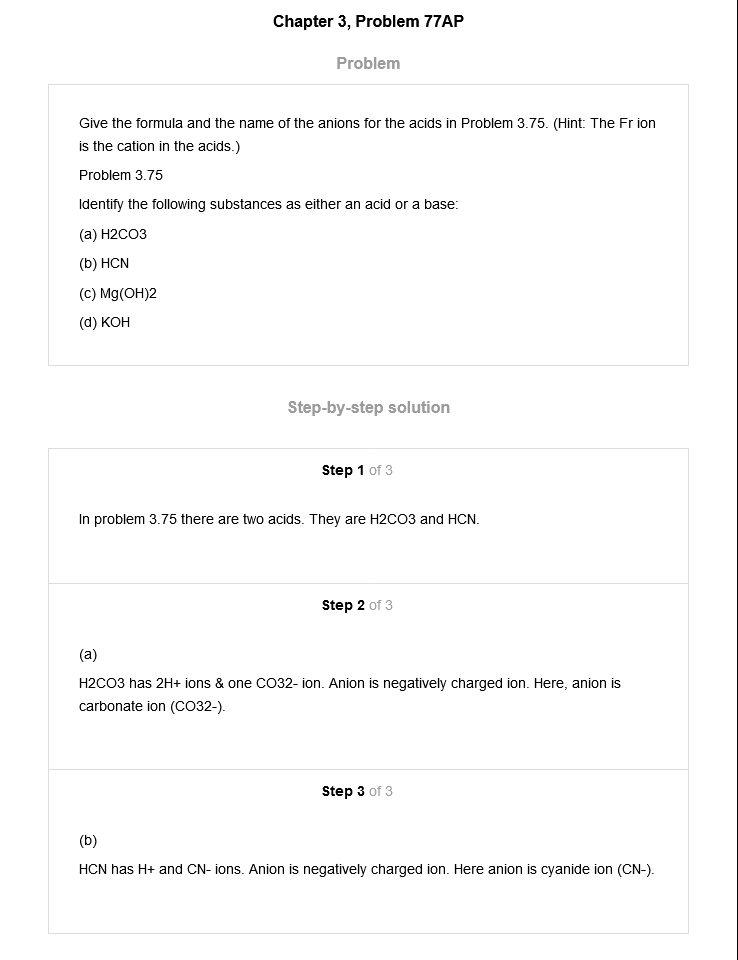 Chapter 3, Problem 77AP
Problem
Give the formula and the name of the anions for the acids in Problem 3.75. (Hint: The Fr ion
is the cation in the acids.)
Problem 3.75
Identify the following substances as either an acid or a base:
(a) H2CO3
(b) HCN
(c) Mg(OH)2
(d) KOH
Step-by-step solution
Step 1 of 3
In problem 3.75 there are two acids. They are H2CO3 and HCN.
Step 2 of 3
(a)
H2CO3 has 2H+ ions & one CO32- ion. Anion is negatively charged ion. Here, anion is
carbonate ion (CO32-).
Step 3 of 3
(b)
HCN has H+ and CN- ions. Anion is negatively charged ion. Here anion is cyanide ion (CN-).